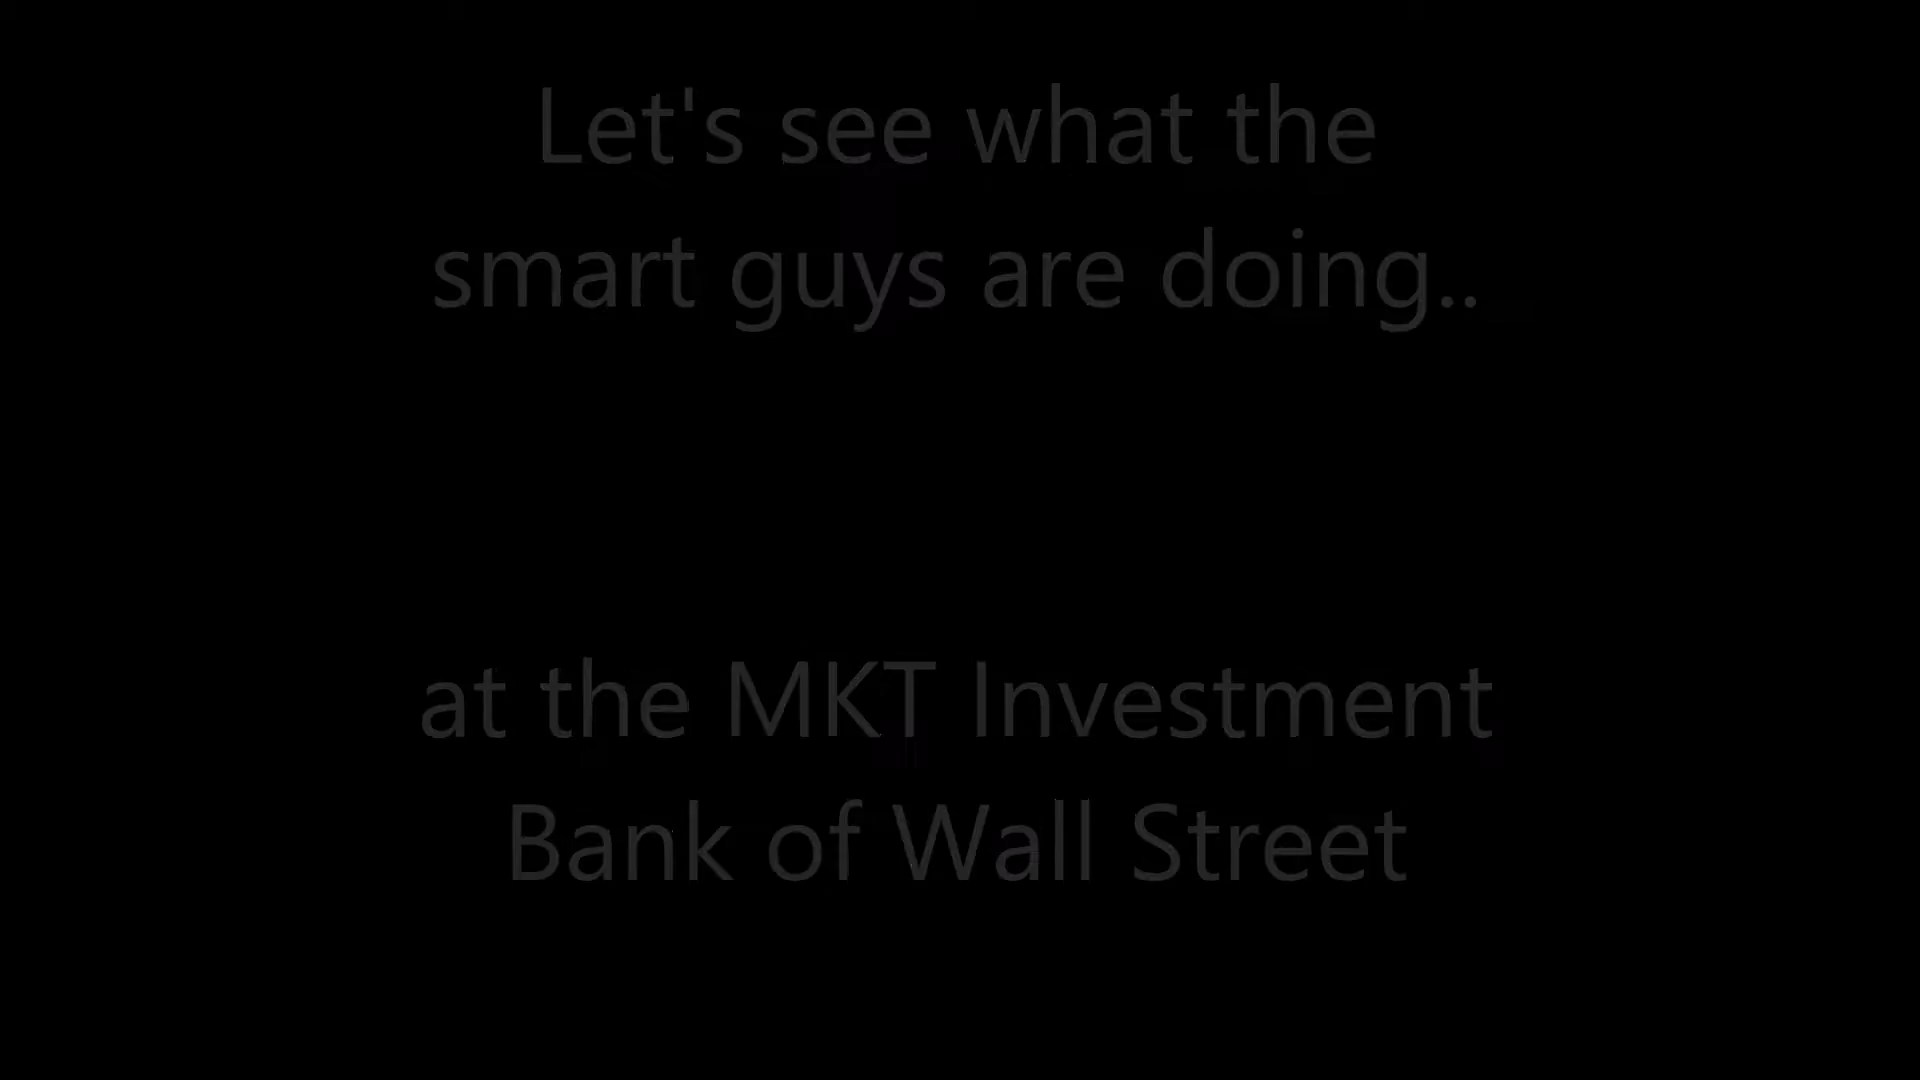 Let's see what the
smart guys are doing..
at the MKT Investment
Bank of Wall Street